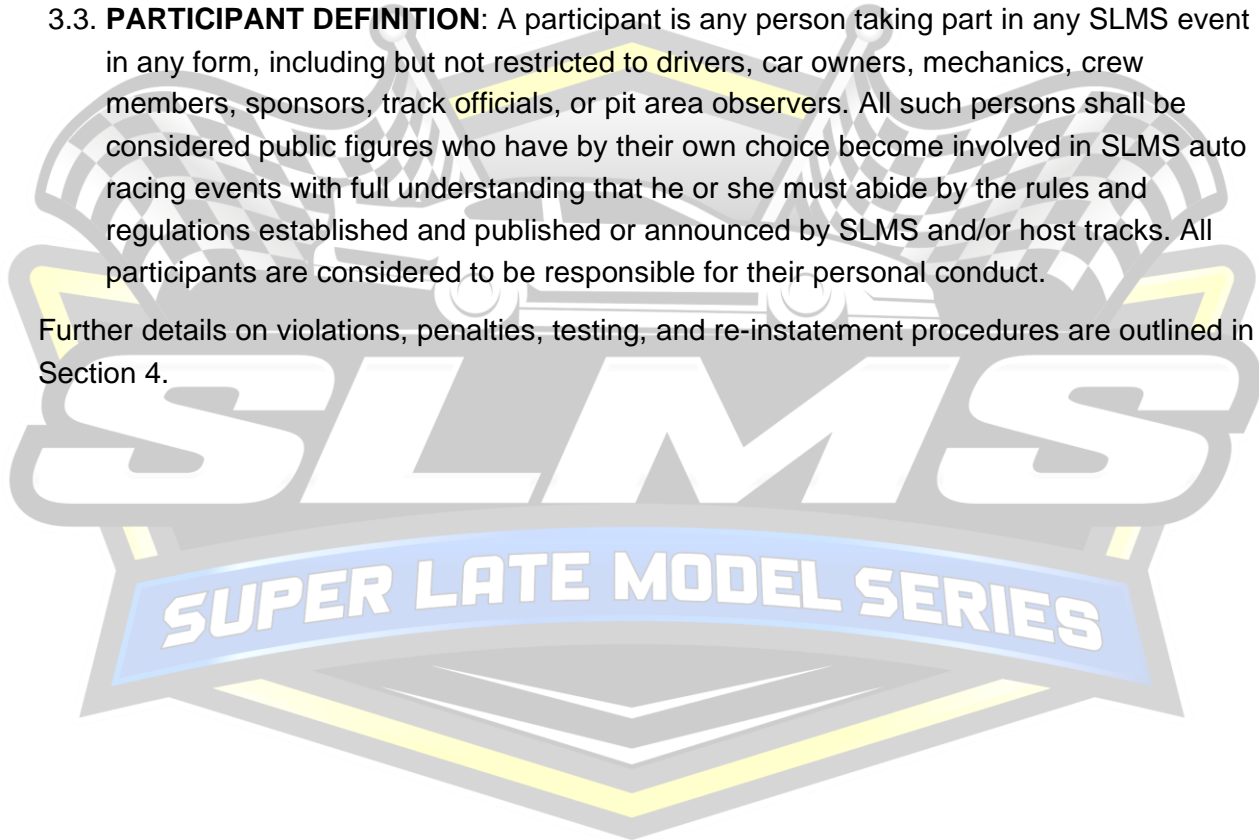 3.3. PARTICIPANT DEFINITION: A participant is any person taking part in any SLMS event
in any form, including but not restricted to drivers, car owners, mechanics, crew
members, sponsors, track officials, or pit area observers. All such persons shall be
considered public figures who have by their own choice become involved in SLMS auto
racing events with full understanding that he or she must abide by the rules and
regulations established and published or announced by SLMS and/or host tracks. All
participants are considered to be responsible for their personal conduct.
Further details on violations, penalties, testing, and re-instatement procedures are outlined in
Section 4.
SLMS
SUPER LATE MODEL SERIES